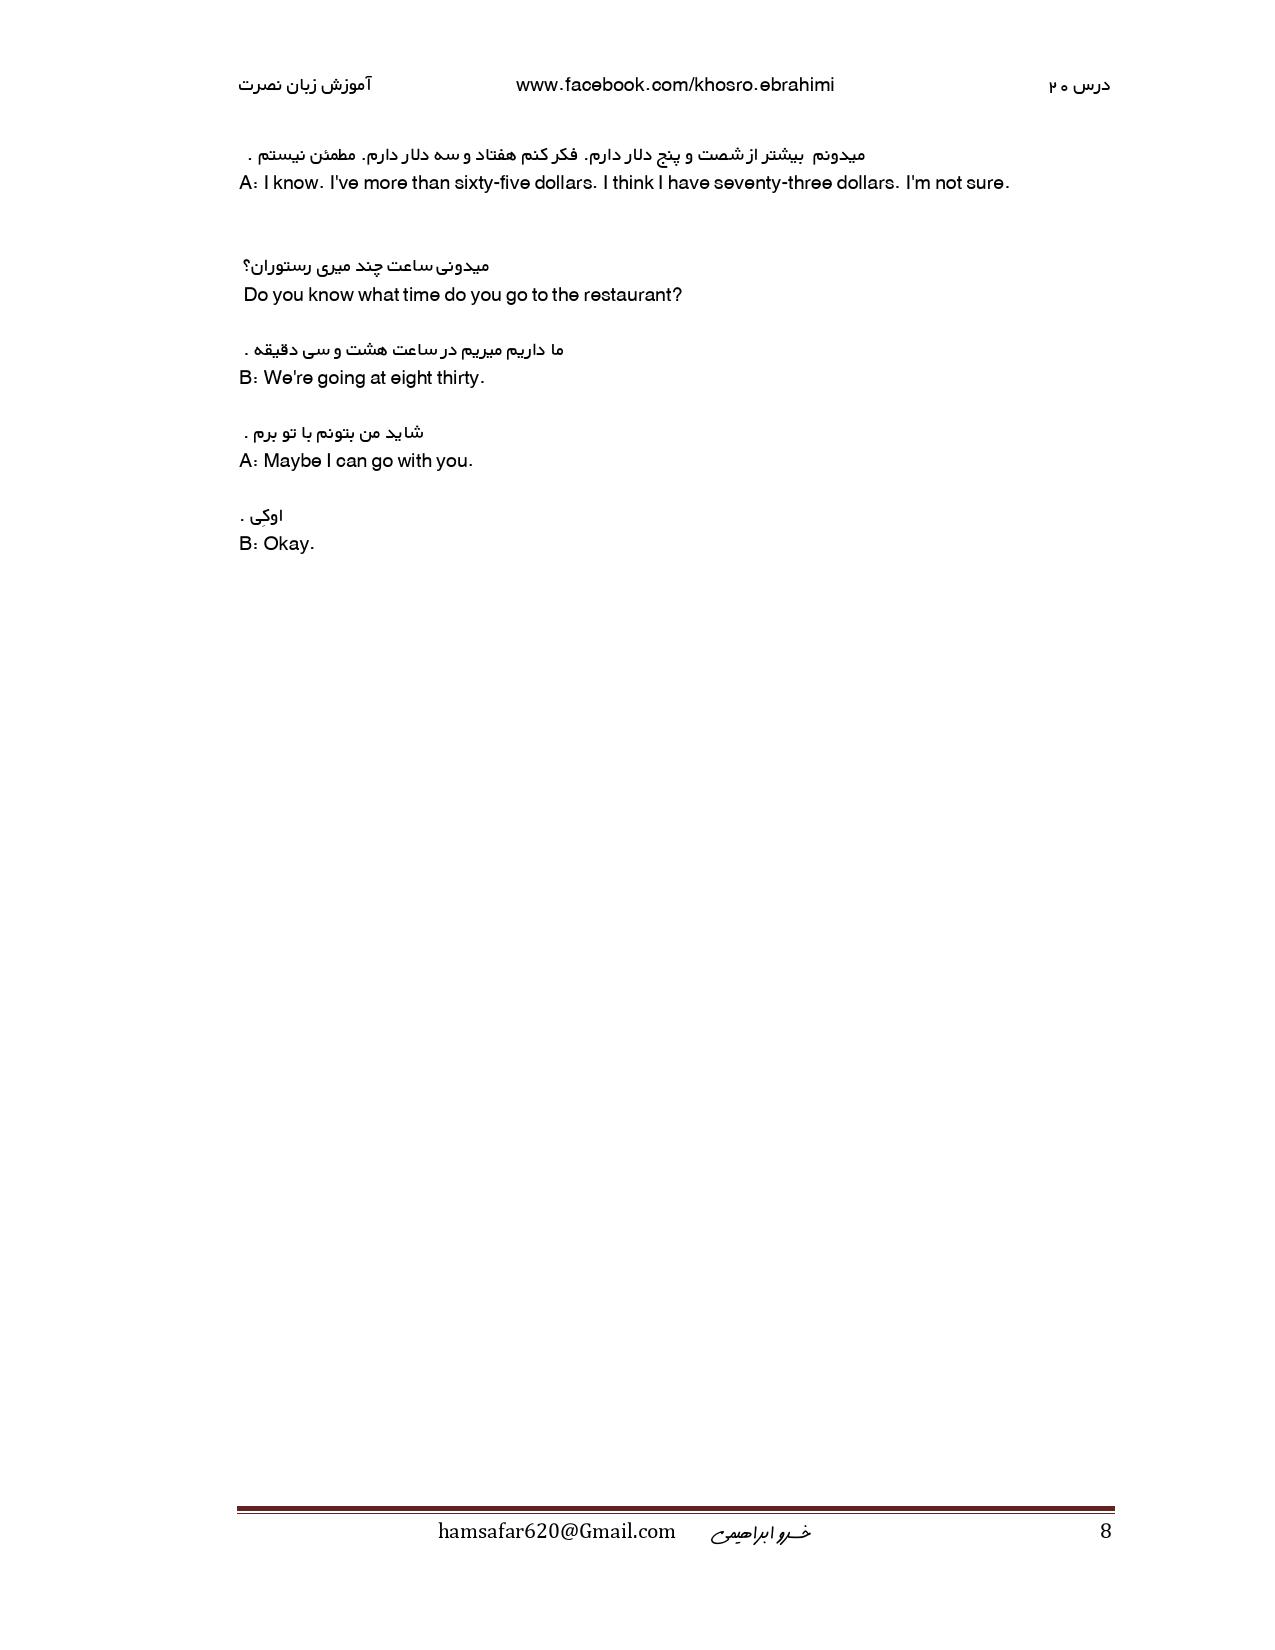 درس ۲۰ www.facebook.com/khosro.ebrahimi آموزش زبان نصرت
میدونم بیشتر از شصت و پنج دلار دارم. فکر کنم هفتاد و سه دلار دارم. مطمئن نیستم .
A: I know. I've more than sixty-five dollars. I think I have seventy-three dollars. I'm not sure.
میدونی ساعت چند میری رستوران؟
Do you know what time do you go to the restaurant?
ما داریم میریم در ساعت هشت و سی دقیقه .
B: We're going at eight thirty.
شاید من بتونم با تو برم .
A: Maybe I can go with you.
اوکِی .
B: Okay.
hamsafar620@Gmail.com خسرو ابراهیمی 8